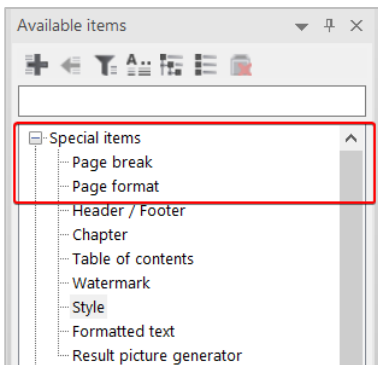 Available items
Special items
Page break
Page format
Header / Footer
Chapter
Table of contents
Watermark
Style
Formatted text
Result picture generator